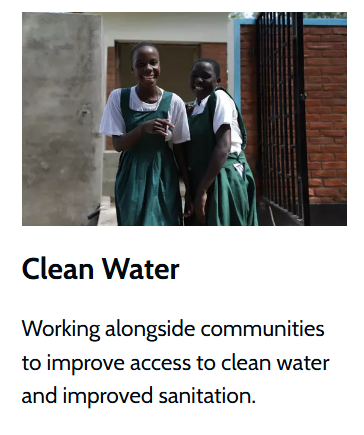 Clean Water
Working alongside communities
to improve access to clean water
and improved sanitation.